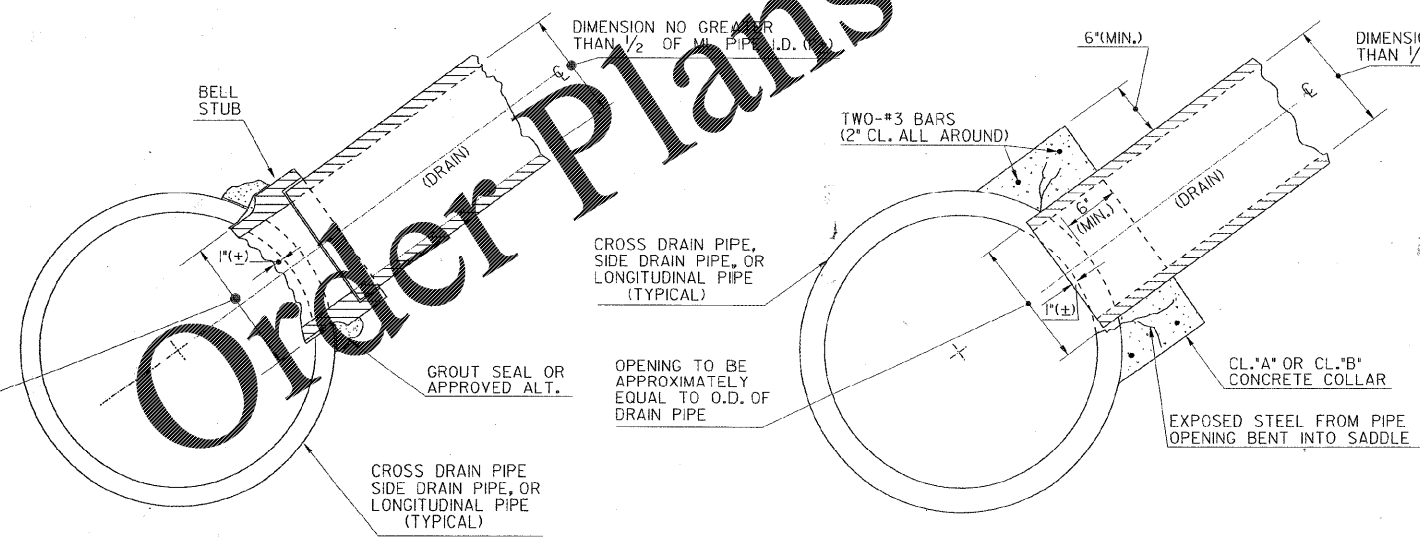 DIMENSION NO GREATER
THAN 1/2 OF ML PIPE I.D.
℄
BELL
STUB
(DRAIN)
1"(±)
GROUT SEAL OR
APPROVED ALT.
CROSS DRAIN PIPE
SIDE DRAIN PIPE, OR
LONGITUDINAL PIPE
(TYPICAL)
Order Plans
6"(MIN.)
DIMENSIO
THAN 1/
℄
TWO-#3 BARS
(2" CL. ALL AROUND)
(DRAIN)
6"
(MIN.)
CROSS DRAIN PIPE,
SIDE DRAIN PIPE, OR
LONGITUDINAL PIPE
(TYPICAL)
1"(±)
OPENING TO BE
APPROXIMATELY
EQUAL TO O.D. OF
DRAIN PIPE
CL."A" OR CL."B"
CONCRETE COLLAR
EXPOSED STEEL FROM PIPE
OPENING BENT INTO SADDLE